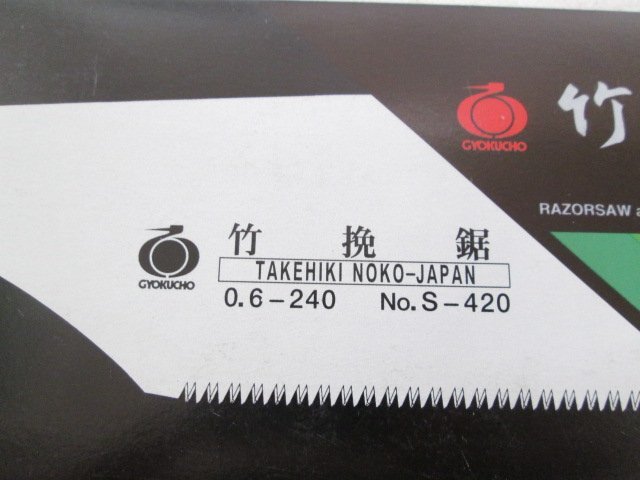 GYOKUCHO
竹
RAZORSAW a
竹挽鋸
GYOKUCHO
TAKEHIKI NOKO-JAPAN
0.6-240 No.S-420